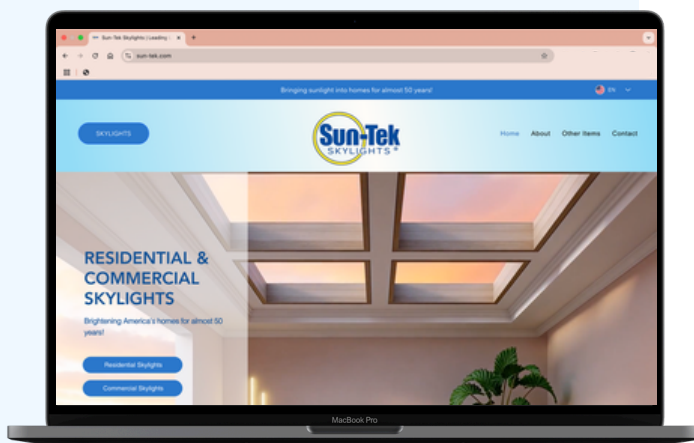 Sun-Tek Skylights | Leading
sun-tek.com
Bringing sunlight into homes for almost 50 years!
EN
SKYLIGHTS
Sun-Tek
SKYLIGHTS®
Home About Other Items Contact
RESIDENTIAL &
COMMERCIAL
SKYLIGHTS
Brightening America's homes for almost 50
years!
Residential Skylights
Commercial Skylights
MacBook Pro